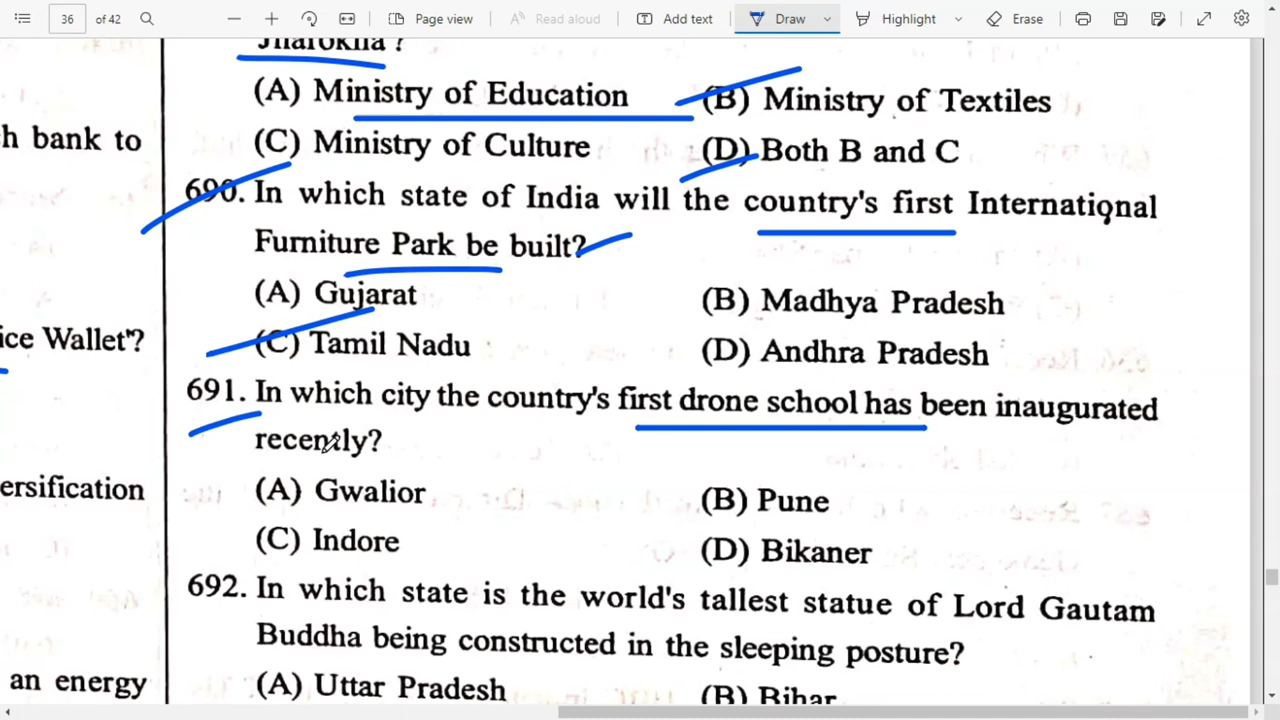 36 of 42 Page view Read aloud Add text Draw Highlight Erase
Jharokha ?
(A) Ministry of Education (B) Ministry of Textiles
h bank to
(C) Ministry of Culture (D) Both B and C
690. In which state of India will the country's first International
Furniture Park be built?
(A) Gujarat (B) Madhya Pradesh
ice Wallet"?
(C) Tamil Nadu (D) Andhra Pradesh
691. In which city the country's first drone school has been inaugurated
recently?
ersification
(A) Gwalior (B) Pune
(C) Indore (D) Bikaner
692. In which state is the world's tallest statue of Lord Gautam
Buddha being constructed in the sleeping posture?
an energy
(A) Uttar Pradesh (B) Bihar